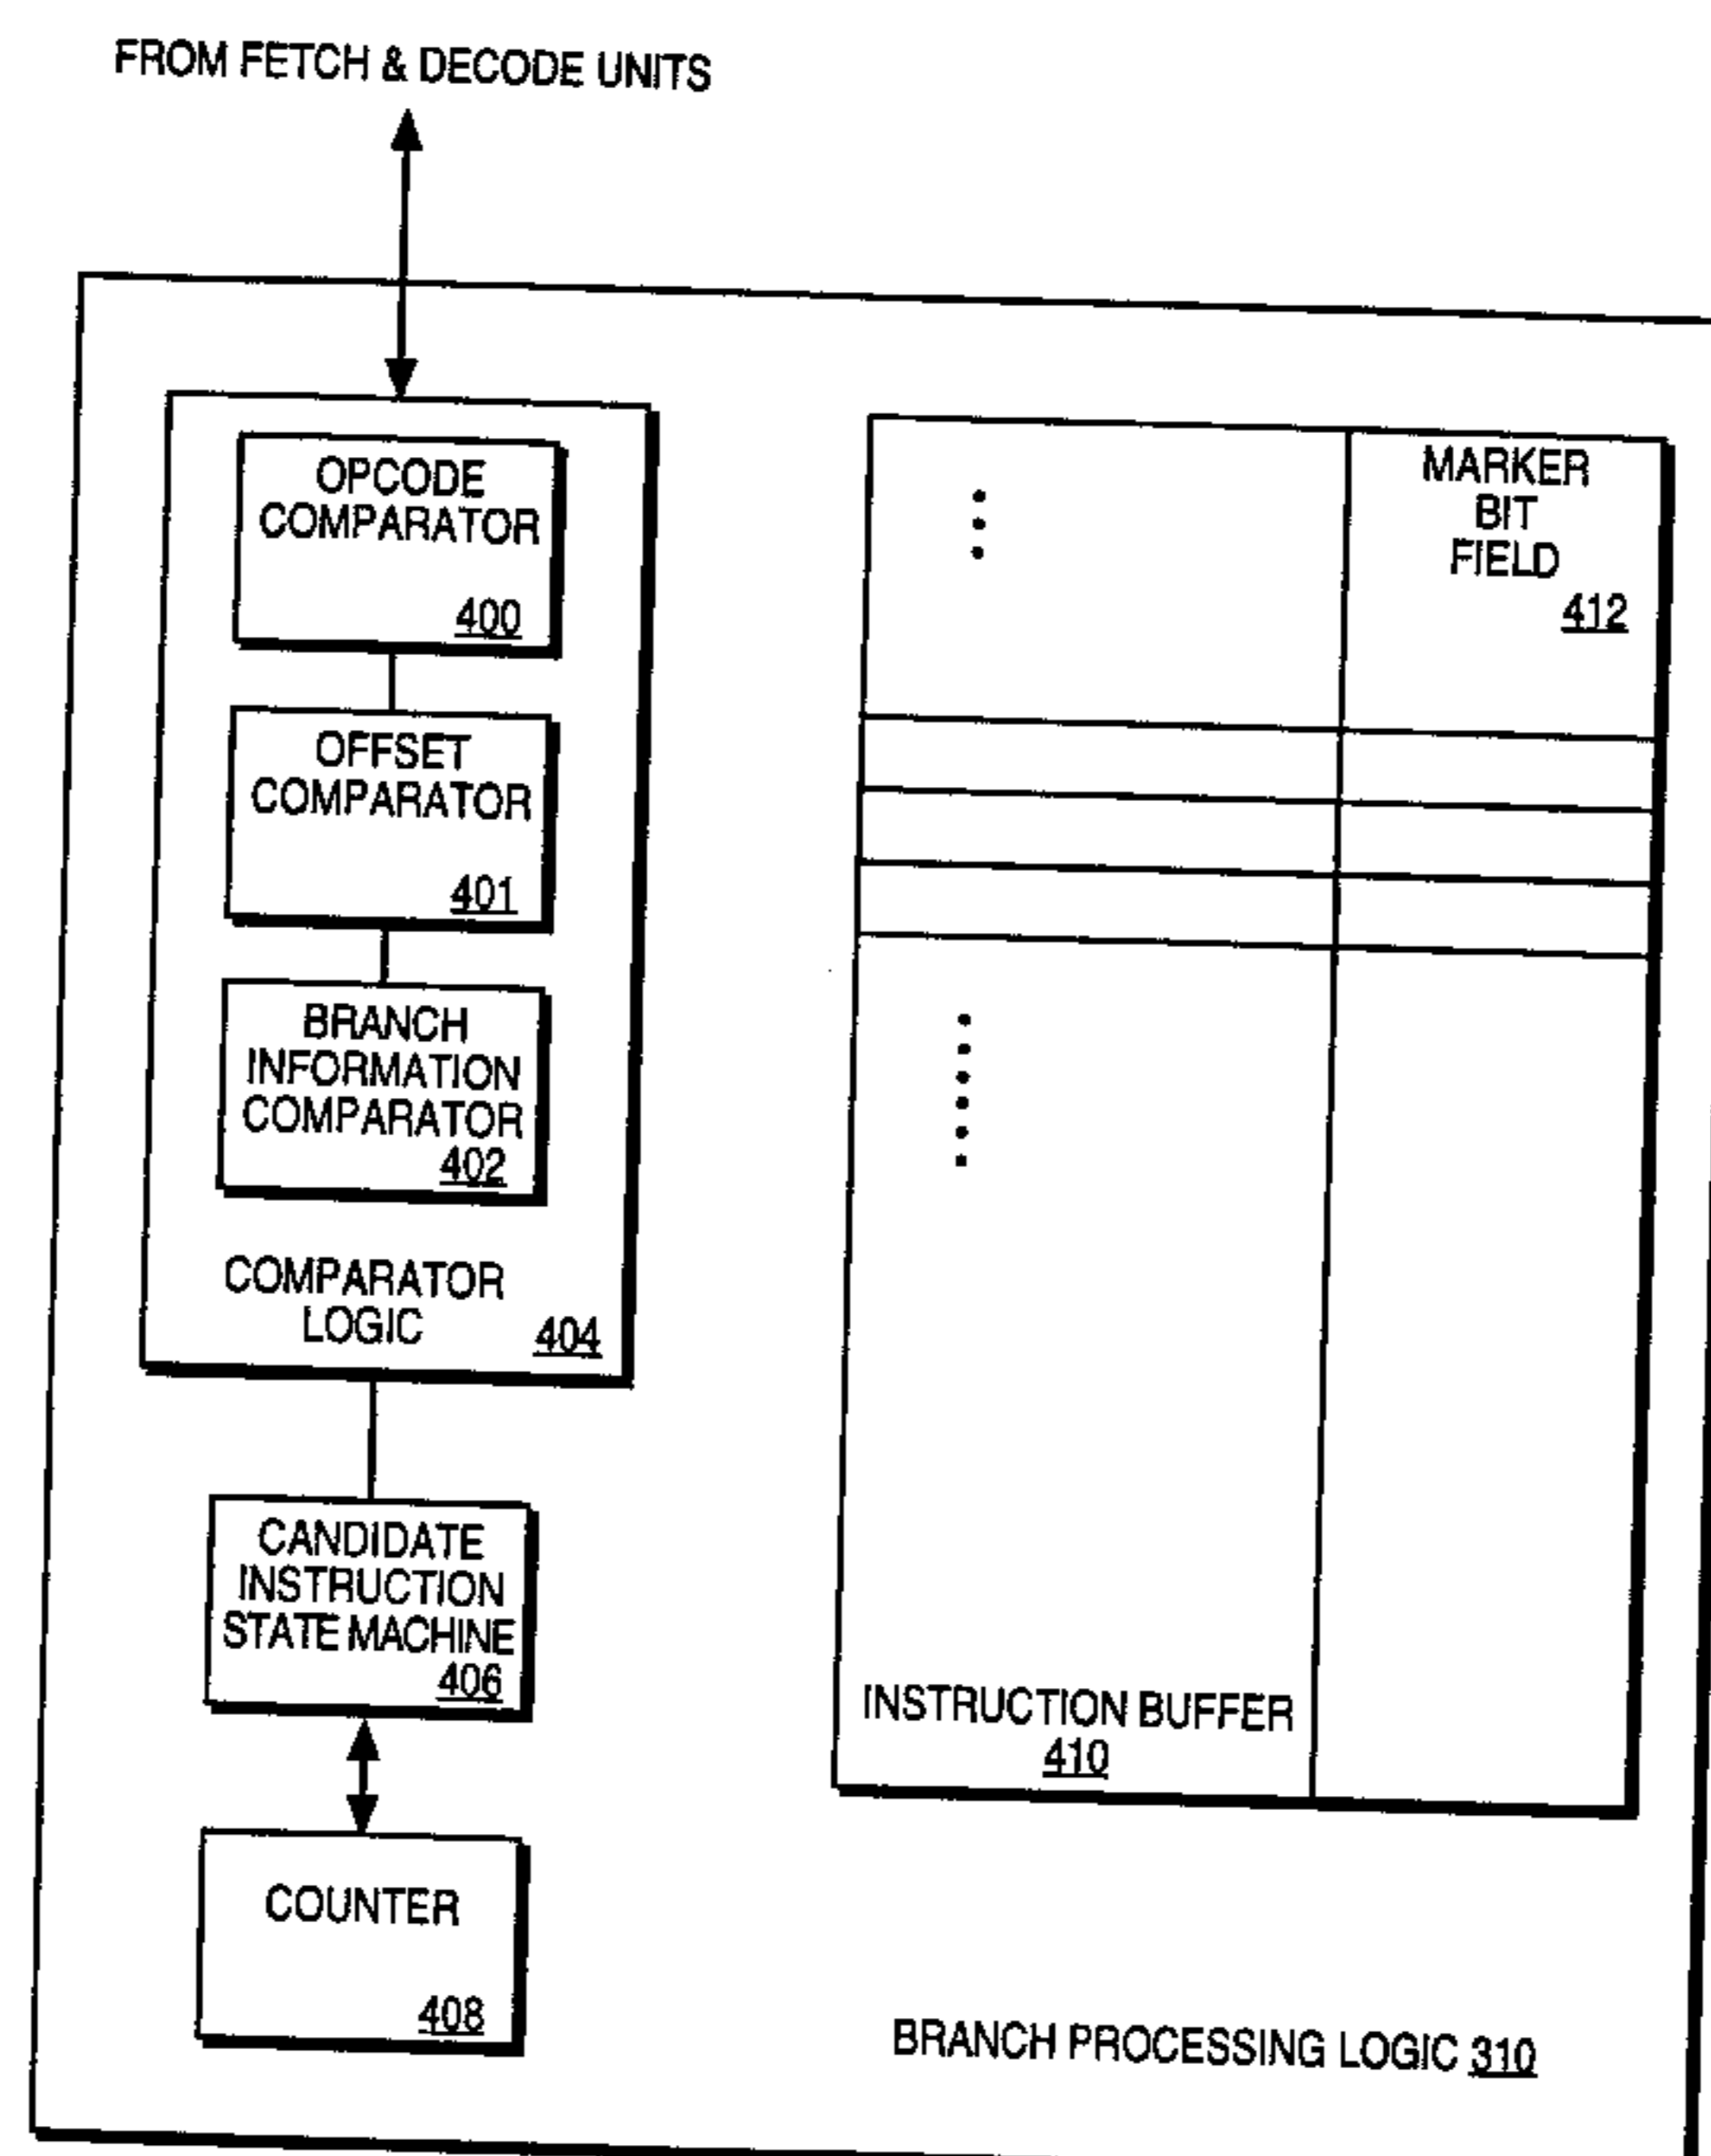 FROM FETCH & DECODE UNITS
OPCODE
COMPARATOR
400
OFFSET
COMPARATOR
401
BRANCH
INFORMATION
COMPARATOR
402
COMPARATOR
LOGIC
404
CANDIDATE
INSTRUCTION
STATE MACHINE
406
COUNTER
408
MARKER
BIT
FIELD
412
INSTRUCTION BUFFER
410
BRANCH PROCESSING LOGIC 310